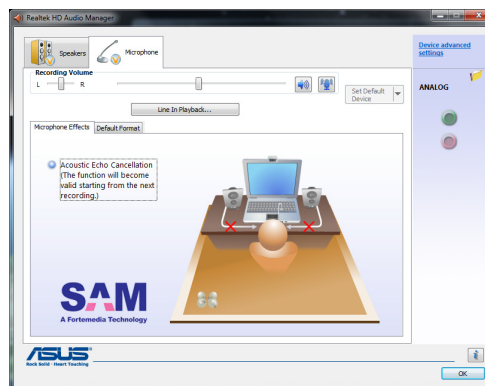 Realtek HD Audio Manager
Speakers
Microphone
Device advanced
settings
Recording Volume
L
R
Set Default
Device
ANALOG
Line In Playback...
Microphone Effects
Default Format
Acoustic Echo Cancellation
(The function will become
valid starting from the next
recording.)
SAM
A Fortemedia Technology
ASUS
Rock Solid · Heart Touching
i
OK